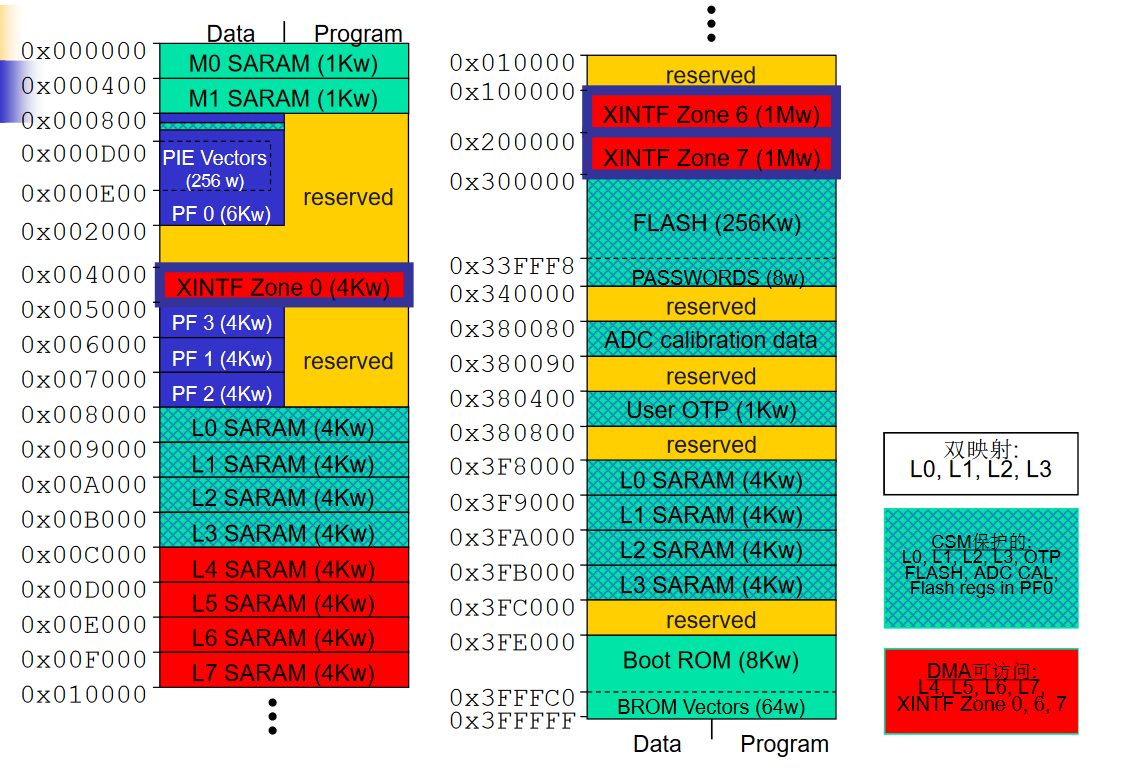 Data | Program
0x000000
M0 SARAM (1Kw)
0x000400
M1 SARAM (1Kw)
0x000800
0x000D00
PIE Vectors
(256 w)
0x000E00
reserved
PF 0 (6Kw)
0x002000
0x004000
XINTF Zone 0 (4Kw)
0x005000
PF 3 (4Kw)
0x006000
PF 1 (4Kw)
reserved
0x007000
PF 2 (4Kw)
0x008000
L0 SARAM (4Kw)
0x009000
L1 SARAM (4Kw)
0x00A000
L2 SARAM (4Kw)
0x00B000
L3 SARAM (4Kw)
0x00C000
L4 SARAM (4Kw)
0x00D000
L5 SARAM (4Kw)
0x00E000
L6 SARAM (4Kw)
0x00F000
L7 SARAM (4Kw)
0x010000
0x010000
reserved
0x100000
XINTF Zone 6 (1Mw)
0x200000
XINTF Zone 7 (1Mw)
0x300000
FLASH (256Kw)
0x33FFF8
PASSWORDS (8w)
0x340000
reserved
0x380080
ADC calibration data
0x380090
reserved
0x380400
User OTP (1Kw)
0x380800
reserved
0x3F8000
L0 SARAM (4Kw)
0x3F9000
L1 SARAM (4Kw)
0x3FA000
L2 SARAM (4Kw)
0x3FB000
L3 SARAM (4Kw)
0x3FC000
reserved
0x3FE000
Boot ROM (8Kw)
0x3FFFC0
BROM Vectors (64w)
0x3FFFFF
Data | Program
双映射:
L0, L1, L2, L3
CSM保护的:
L0, L1, L2, L3, OTP
FLASH, ADC CAL,
Flash regs in PF0
DMA可访问:
L4, L5, L6, L7,
XINTF Zone 0, 6, 7